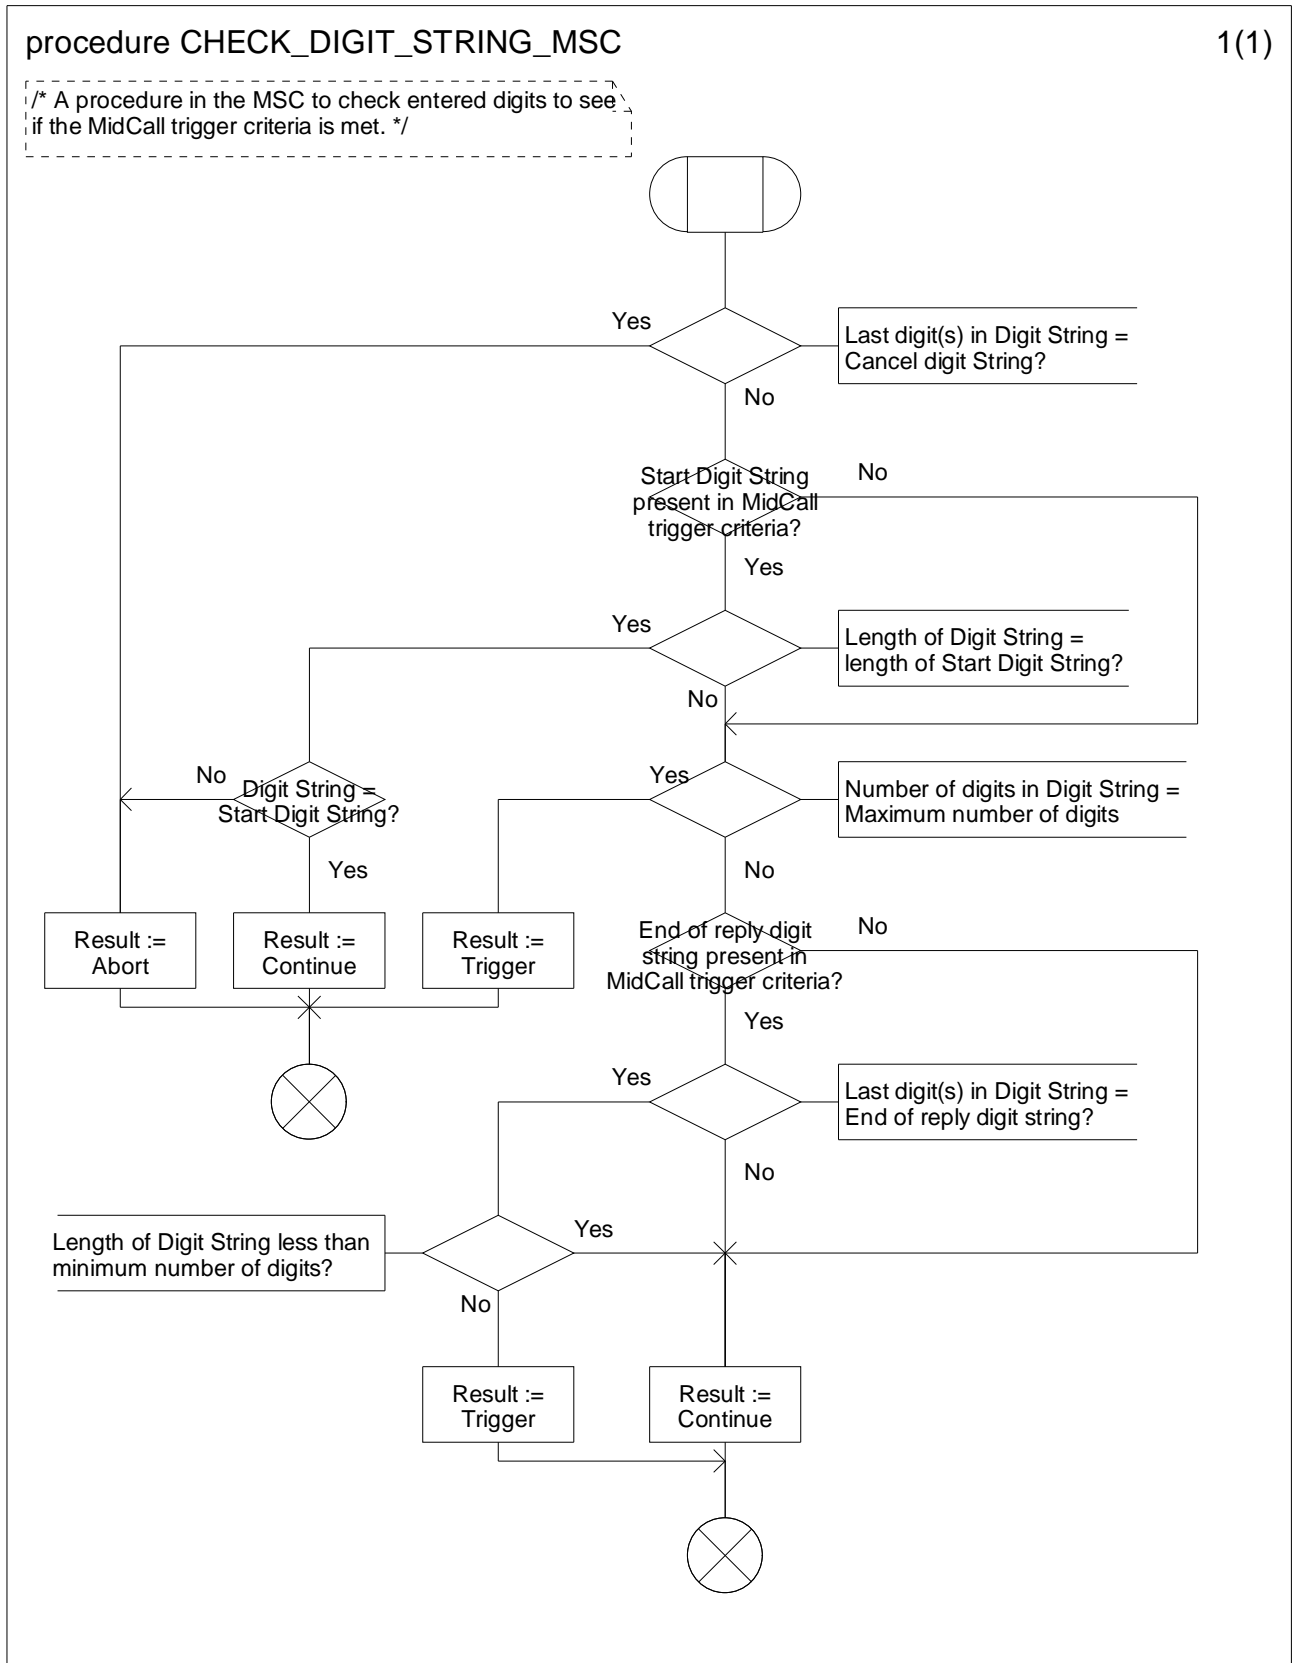 procedure CHECK_DIGIT_STRING_MSC
1(1)
/* A procedure in the MSC to check entered digits to see
if the MidCall trigger criteria is met. */
Yes
Last digit(s) in Digit String =
Cancel digit String?
No
Start Digit String
present in MidCall
trigger criteria?
No
Yes
Yes
Length of Digit String =
length of Start Digit String?
No
No
Digit String =
Start Digit String?
Yes
Number of digits in Digit String =
Maximum number of digits
Yes
No
Result :=
Abort
Result :=
Continue
Result :=
Trigger
End of reply digit
string present in
MidCall trigger criteria?
No
Yes
Yes
Last digit(s) in Digit String =
End of reply digit string?
No
Length of Digit String less than
minimum number of digits?
Yes
No
Result :=
Trigger
Result :=
Continue